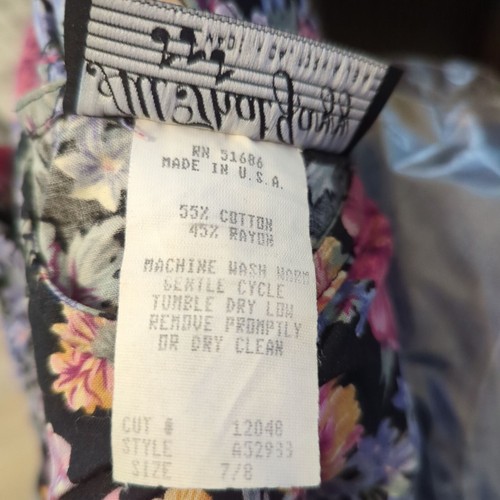 RN 51686
MADE IN U.S.A.
55% COTTON
45% RAYON
MACHINE WASH WARM
GENTLE CYCLE
TUMBLE DRY LOW
REMOVE PROMPTLY
OR DRY CLEAN
CUT # 12048
STYLE
SIZE 7/8